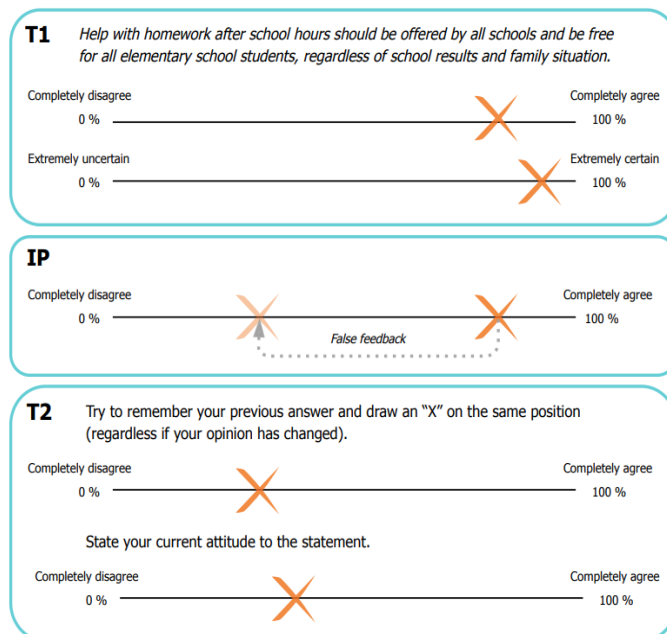 T1 Help with homework after school hours should be offered by all schools and be free
for all elementary school students, regardless of school results and family situation.
Completely disagree Completely agree
0 % 100 %
Extremely uncertain Extremely certain
0 % 100 %
IP
Completely disagree Completely agree
0 % 100 %
False feedback
T2 Try to remember your previous answer and draw an “X” on the same position
(regardless if your opinion has changed).
Completely disagree Completely agree
0 % 100 %
State your current attitude to the statement.
Completely disagree Completely agree
0 % 100 %